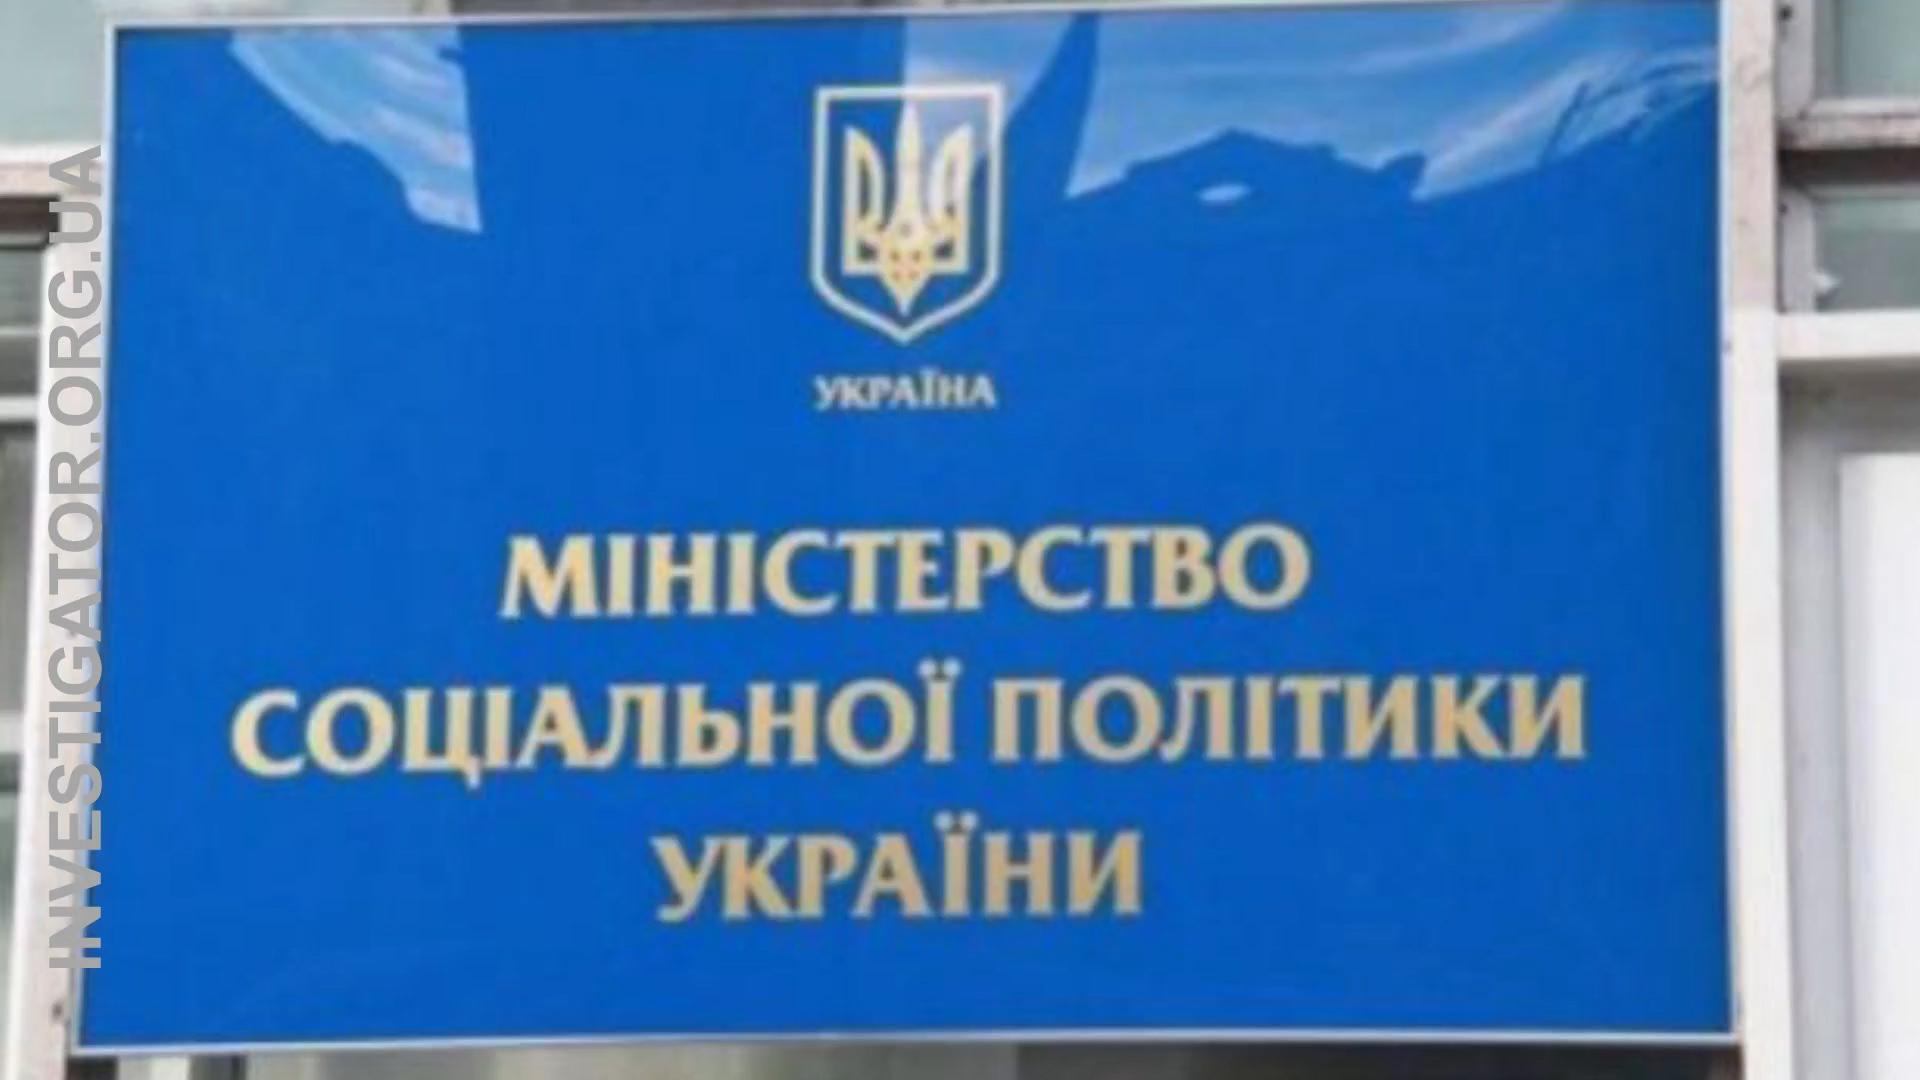 УКРАЇНА
МІНІСТЕРСТВО
СОЦІАЛЬНОЇ ПОЛІТИКИ
УКРАЇНИ
INVESTIGATOR.ORG.UA